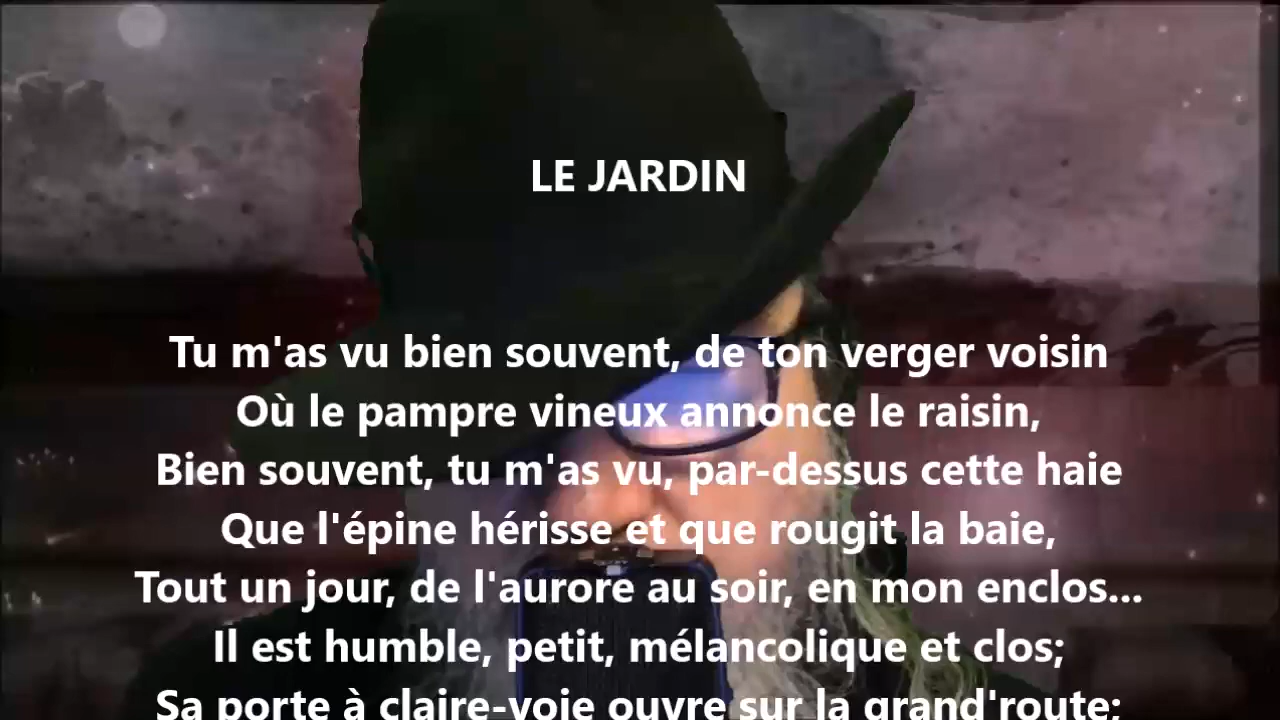 LE JARDIN
Tu m'as vu bien souvent, de ton verger voisin
Où le pampre vineux annonce le raisin,
Bien souvent, tu m'as vu, par-dessus cette haie
Que l'épine hérisse et que rougit la baie,
Tout un jour, de l'aurore au soir, en mon enclos...
Il est humble, petit, mélancolique et clos;
Sa porte à claire-voie ouvre sur la grand'route;